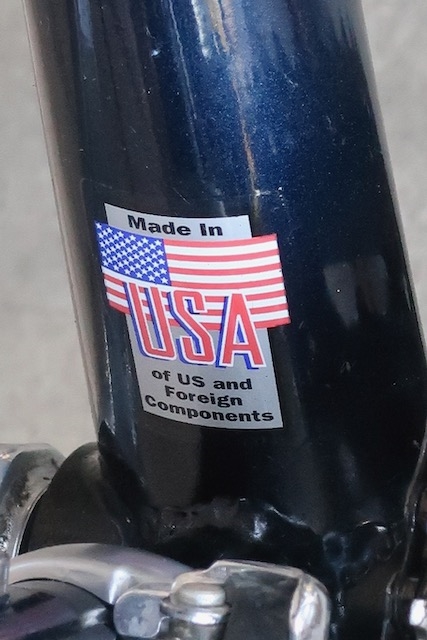 Made In
USA
of US and
Foreign
Components